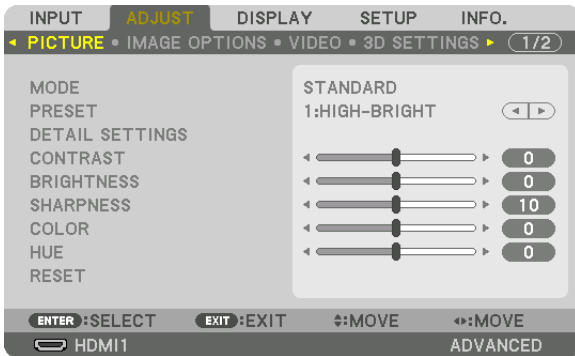 INPUT ADJUST DISPLAY SETUP INFO.
PICTURE • IMAGE OPTIONS • VIDEO • 3D SETTINGS 1/2
MODE STANDARD
PRESET 1:HIGH-BRIGHT
DETAIL SETTINGS
CONTRAST 0
BRIGHTNESS 0
SHARPNESS 10
COLOR 0
HUE 0
RESET
ENTER :SELECT EXIT :EXIT :MOVE :MOVE
HDMI1 ADVANCED